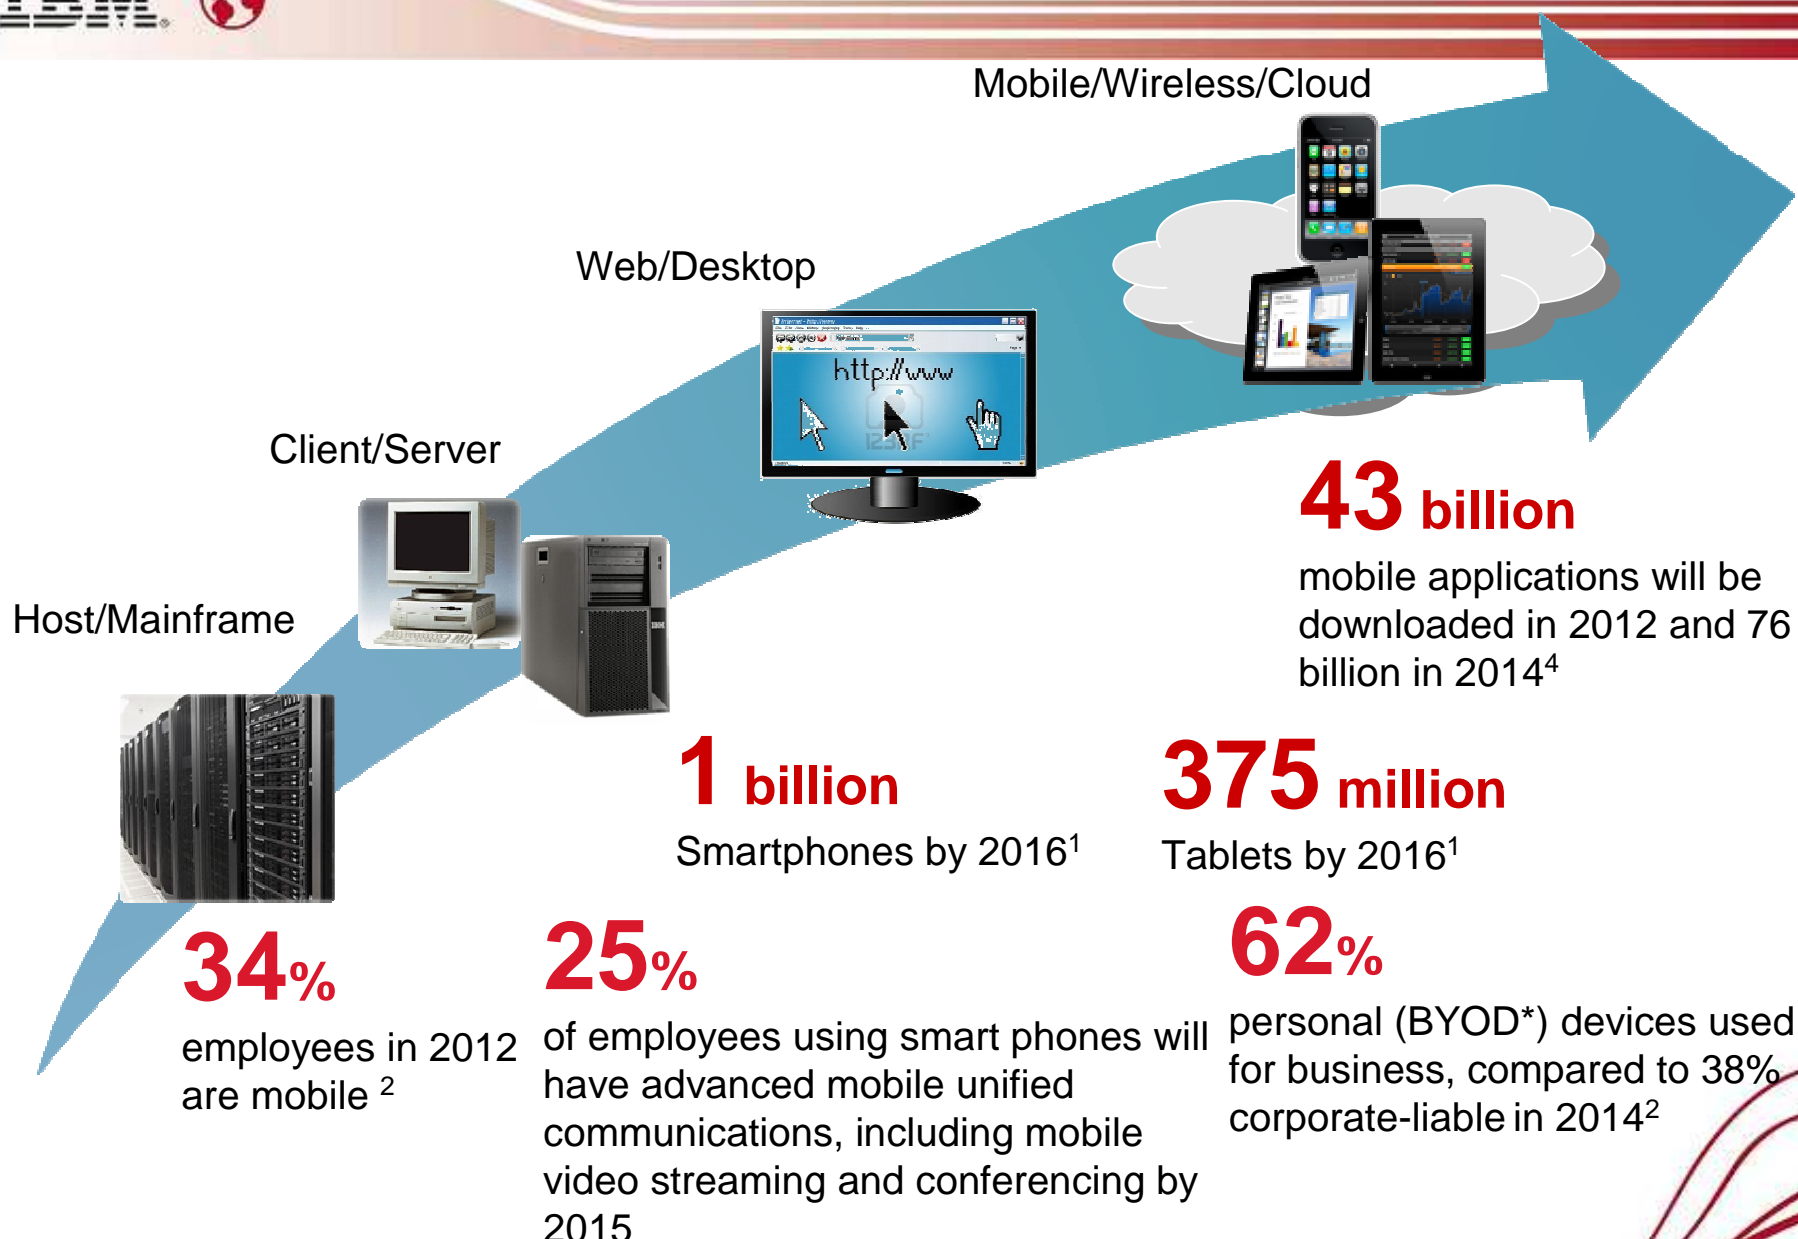 IBM
Mobile/Wireless/Cloud
Web/Desktop
http://www
Client/Server
Host/Mainframe
43 billion
mobile applications will be
downloaded in 2012 and 76
billion in 2014⁴
1 billion
Smartphones by 2016¹
375 million
Tablets by 2016¹
34%
employees in 2012
are mobile ²
25%
of employees using smart phones will
have advanced mobile unified
communications, including mobile
video streaming and conferencing by
2015
62%
personal (BYOD*) devices used
for business, compared to 38%
corporate-liable in 2014²